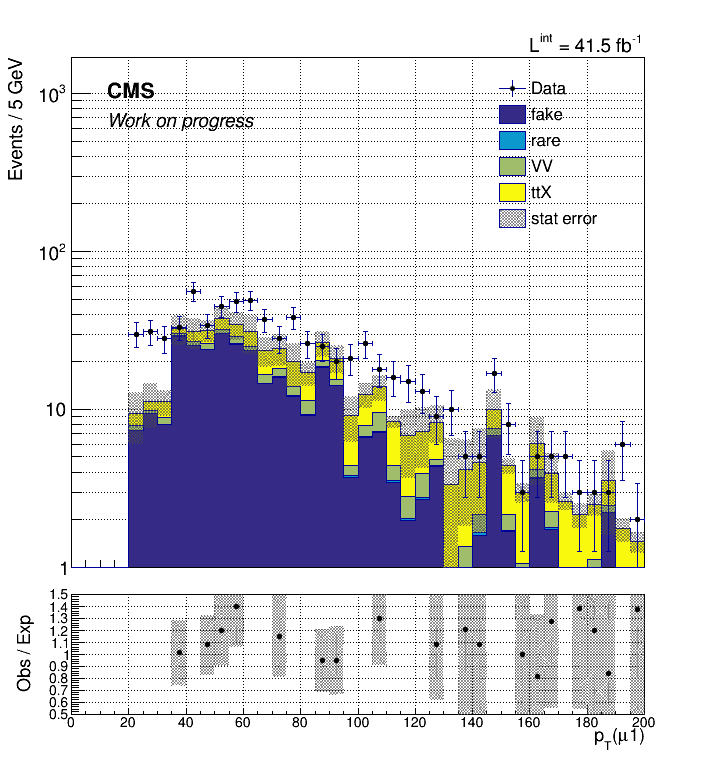 L^int = 41.5 fb^-1
Events / 5 GeV
CMS
Work on progress
Data
fake
rare
VV
ttX
stat error
10^3
10^2
10
1
Obs / Exp
1.5
1.4
1.3
1.2
1.1
1
0.9
0.8
0.7
0.6
0.5
0 20 40 60 80 100 120 140 160 180 200
p_T(μ1)